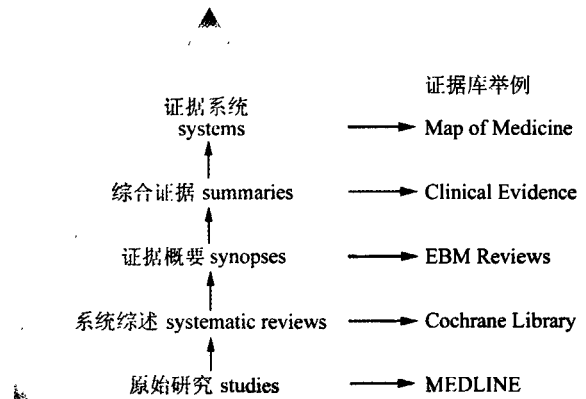 证据库举例
证据系统
systems Map of Medicine
综合证据 summaries Clinical Evidence
证据概要 synopses EBM Reviews
系统综述 systematic reviews Cochrane Library
原始研究 studies MEDLINE